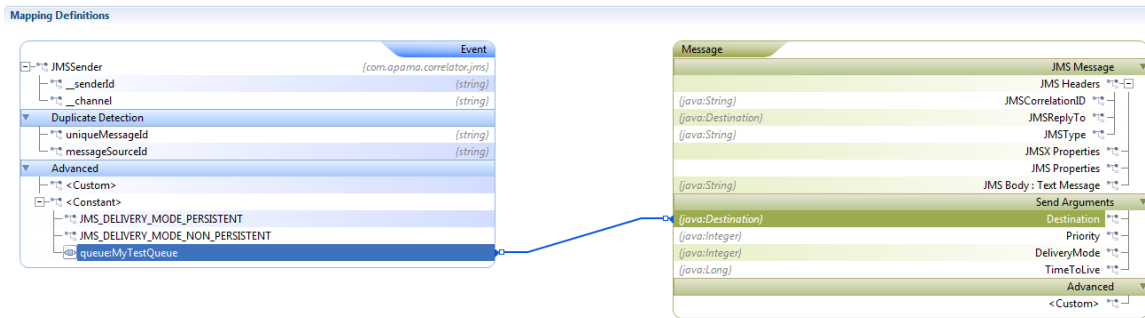 Mapping Definitions
Event
JMSSender {com.apama.correlator.jms}
__senderId {string}
__channel {string}
Duplicate Detection
uniqueMessageId {string}
messageSourceId {string}
Advanced
<Custom>
<Constant>
JMS_DELIVERY_MODE_PERSISTENT
JMS_DELIVERY_MODE_NON_PERSISTENT
queue:MyTestQueue
Message
JMS Message
JMS Headers
{java:String} JMSCorrelationID
{java:Destination} JMSReplyTo
{java:String} JMSType
JMSX Properties
JMS Properties
{java:String} JMS Body : Text Message
Send Arguments
{java:Destination} Destination
{java:Integer} Priority
{java:Integer} DeliveryMode
{java:Long} TimeToLive
Advanced
<Custom>